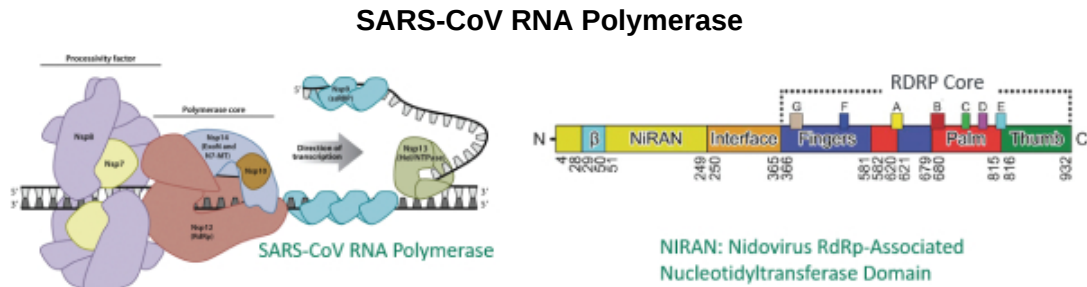 SARS-CoV RNA Polymerase
Processivity factor
Polymerase core
Nsp8
Nsp7
Nsp14
(ExoN and
N7-MT)
Nsp10
Nsp12
(RdRp)
5'
Nsp9
(ssRBP)
Direction of
transcription
Nsp13
(Hel/NTPase)
5'
3'
3'
5'
SARS-CoV RNA Polymerase
RDRP Core
G
F
A
B
C
D
E
N
β
NiRAN
Interface
Fingers
Palm
Thumb
C
4
28
29
50
51
249
250
365
366
581
582
620
621
679
680
815
816
932
NIRAN: Nidovirus RdRp-Associated
Nucleotidyltransferase Domain